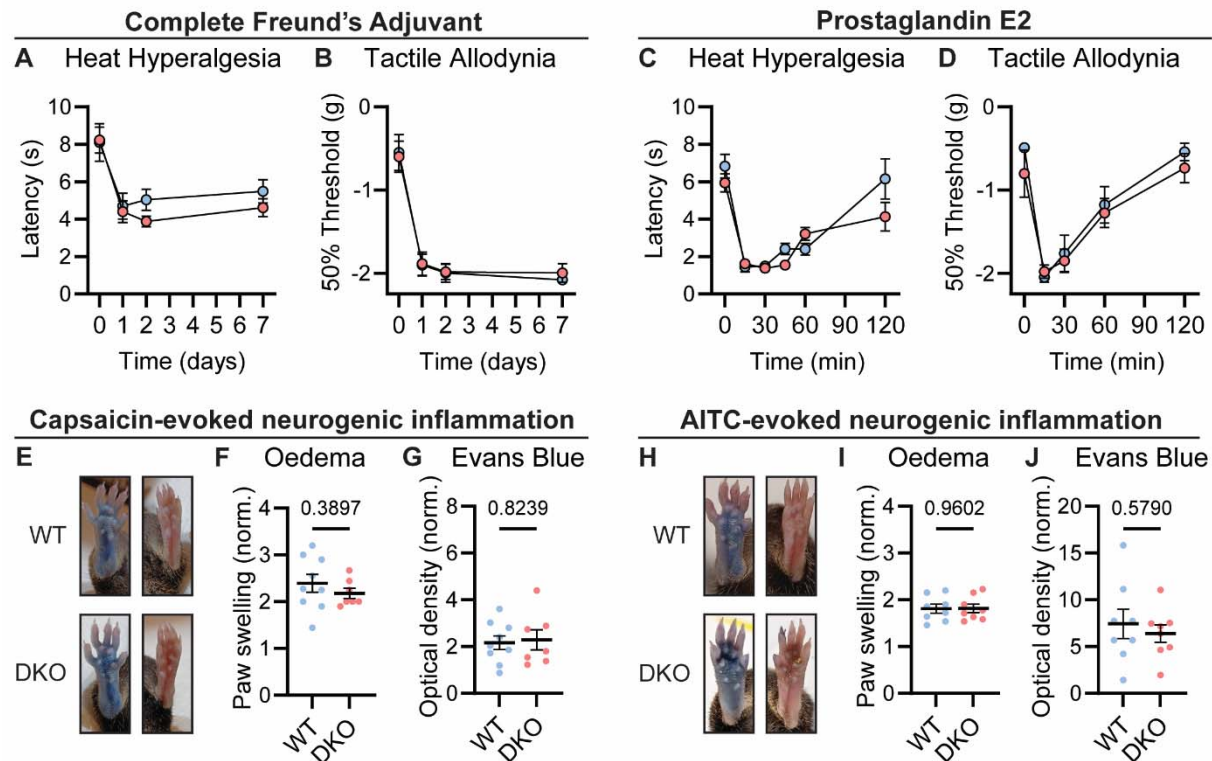 Complete Freund's Adjuvant
A Heat Hyperalgesia
B Tactile Allodynia
Latency (s)
10
8
6
4
2
0
0 1 2 3 4 5 6 7
Time (days)
50% Threshold (g)
0
-1
-2
0 1 2 3 4 5 6 7
Time (days)
Prostaglandin E2
C Heat Hyperalgesia
D Tactile Allodynia
Latency (s)
10
8
6
4
2
0
0 30 60 90 120
Time (min)
50% Threshold (g)
0
-1
-2
0 30 60 90 120
Time (min)
Capsaicin-evoked neurogenic inflammation
E
WT
DKO
F Oedema
Paw swelling (norm.)
4
3
2
1
0
0.3897
WT
DKO
G Evans Blue
Optical density (norm.)
8
6
4
2
0
0.8239
WT
DKO
AITC-evoked neurogenic inflammation
H
WT
DKO
I Oedema
Paw swelling (norm.)
4
3
2
1
0
0.9602
WT
DKO
J Evans Blue
Optical density (norm.)
20
15
10
5
0
0.5790
WT
DKO